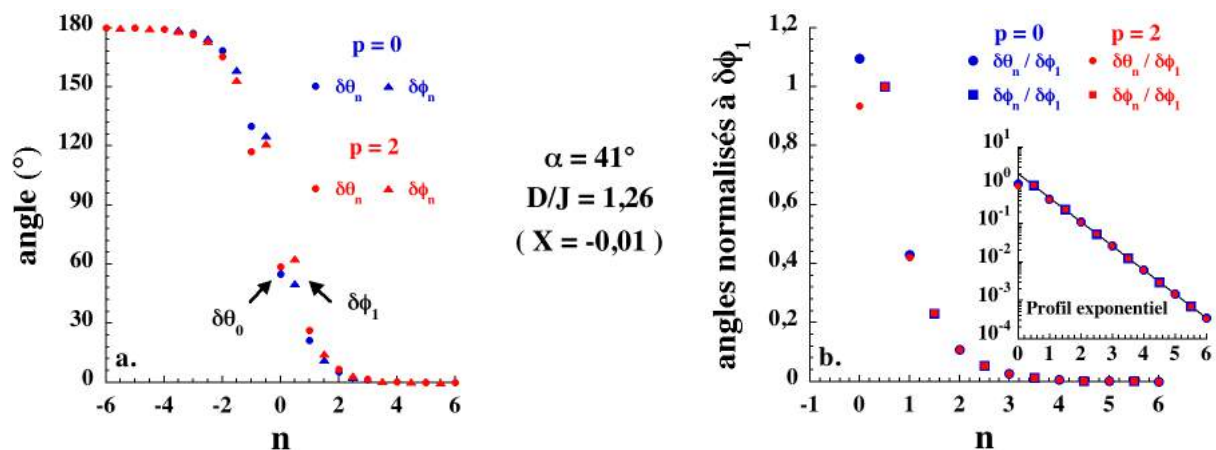 180
150
120
90
60
30
0
angle (°)
-6 -4 -2 0 2 4 6
n
p = 0
δθn δϕn
p = 2
δθn δϕn
δθ0
δϕ1
a.
α = 41°
D/J = 1,26
( X = -0,01 )
angles normalisés à δϕ1
1,2
1
0,8
0,6
0,4
0,2
0
-1 0 1 2 3 4 5 6
n
p = 0 p = 2
δθn / δϕ1 δθn / δϕ1
δϕn / δϕ1 δϕn / δϕ1
10^1
10^0
10^-1
10^-2
10^-3
10^-4
0 1 2 3 4 5 6
Profil exponentiel
b.